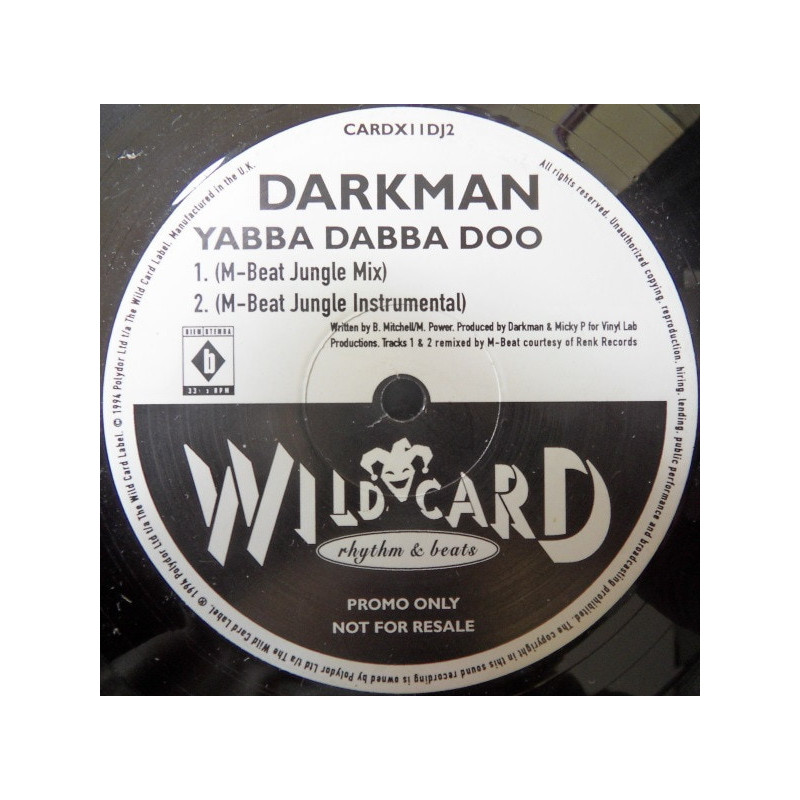 CARDX11DJ2
DARKMAN
YABBA DABBA DOO
1. (M-Beat Jungle Mix)
2. (M-Beat Jungle Instrumental)
Written by B. Mitchell/M. Power. Produced by Darkman & Micky P for Vinyl Lab
Productions. Tracks 1 & 2 remixed by M-Beat courtesy of Renk Records
BIEM/STEMRA
b
WILD CARD
rhythm & beats
PROMO ONLY
NOT FOR RESALE
℗ 1994 Polydor Ltd t/a The Wild Card Label. © 1994 Polydor Ltd t/a The Wild Card Label. Manufactured in the U.K.
All rights reserved. Unauthorized copying, reproduction, hiring, lending, public performance and broadcasting prohibited. The copyright in this sound recording is owned by Polydor Ltd t/a The Wild Card Label.